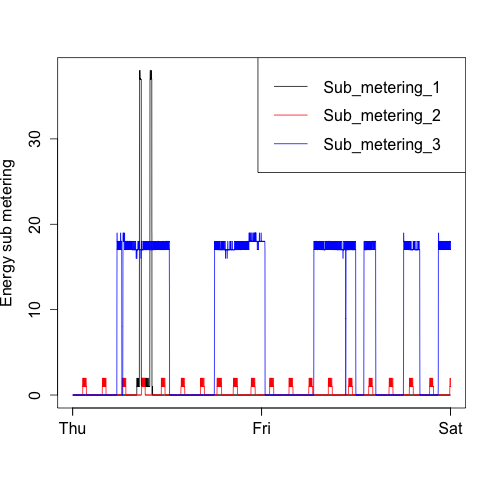 Sub_metering_1
Sub_metering_2
Sub_metering_3
Energy sub metering
30
20
10
0
Thu Fri Sat